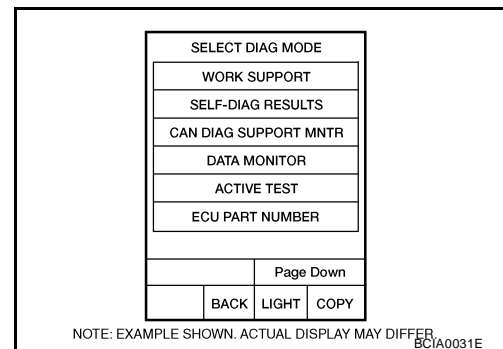 SELECT DIAG MODE
WORK SUPPORT
SELF-DIAG RESULTS
CAN DIAG SUPPORT MNTR
DATA MONITOR
ACTIVE TEST
ECU PART NUMBER
Page Down
BACK LIGHT COPY
NOTE: EXAMPLE SHOWN. ACTUAL DISPLAY MAY DIFFER.
BCIA0031E